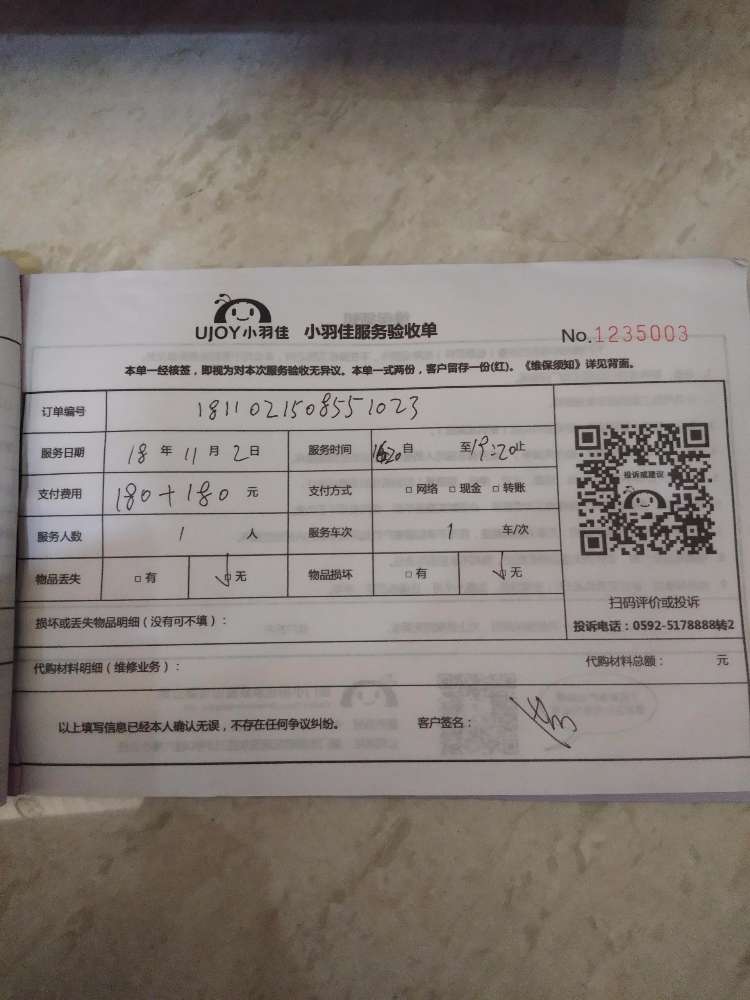 UJOY小羽佳 小羽佳服务验收单 No.1235003
本单一经核签，即视为对本次服务验收无异议。本单一式两份，客户留存一份(红)。《维保须知》详见背面。
订单编号 1811021508551023
服务日期 18 年 11 月 2 日 服务时间 16:20 自 至19:20止
支付费用 180+180 元 支付方式 □ 网络 □ 现金 □ 转账
服务人数 1 人 服务车次 1 车/次
物品丢失 □ 有 □ 无 物品损坏 □ 有 □ 无
投诉或建议
扫码评价或投诉
投诉电话：0592-5178888转2
损坏或丢失物品明细（没有可不填）：
代购材料明细（维修业务）： 代购材料总额： 元
以上填写信息已经本人确认无误，不存在任何争议纠纷。 客户签名：